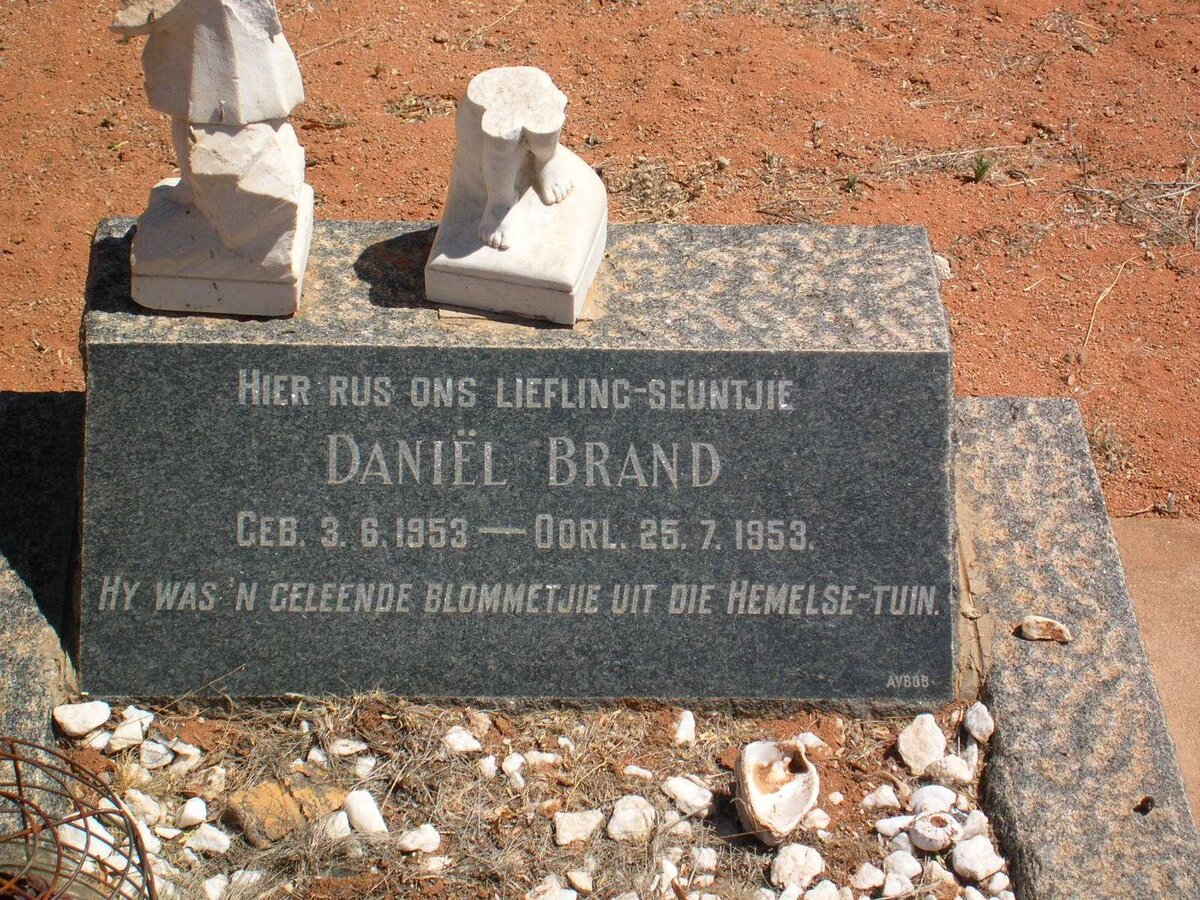 Hier rus ons liefling-seuntjie
Daniël Brand
Geb. 3. 6. 1953 — Oorl. 25. 7. 1953.
Hy was 'n geleende blommetjie uit die Hemelse-tuin.
AVBOB